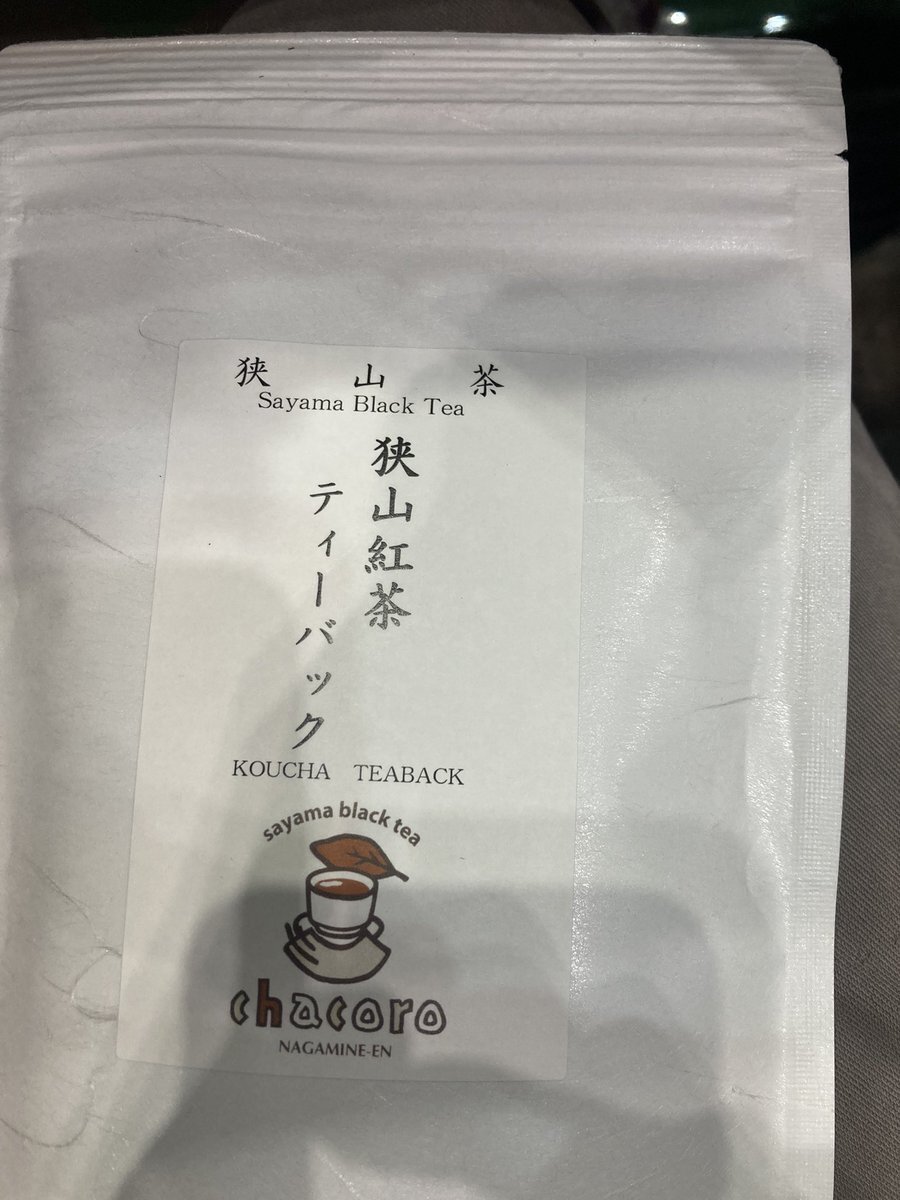 狭山茶
Sayama Black Tea
狭山紅茶
ティーバック
KOUCHA TEABACK
sayama black tea
chacoro
NAGAMINE-EN